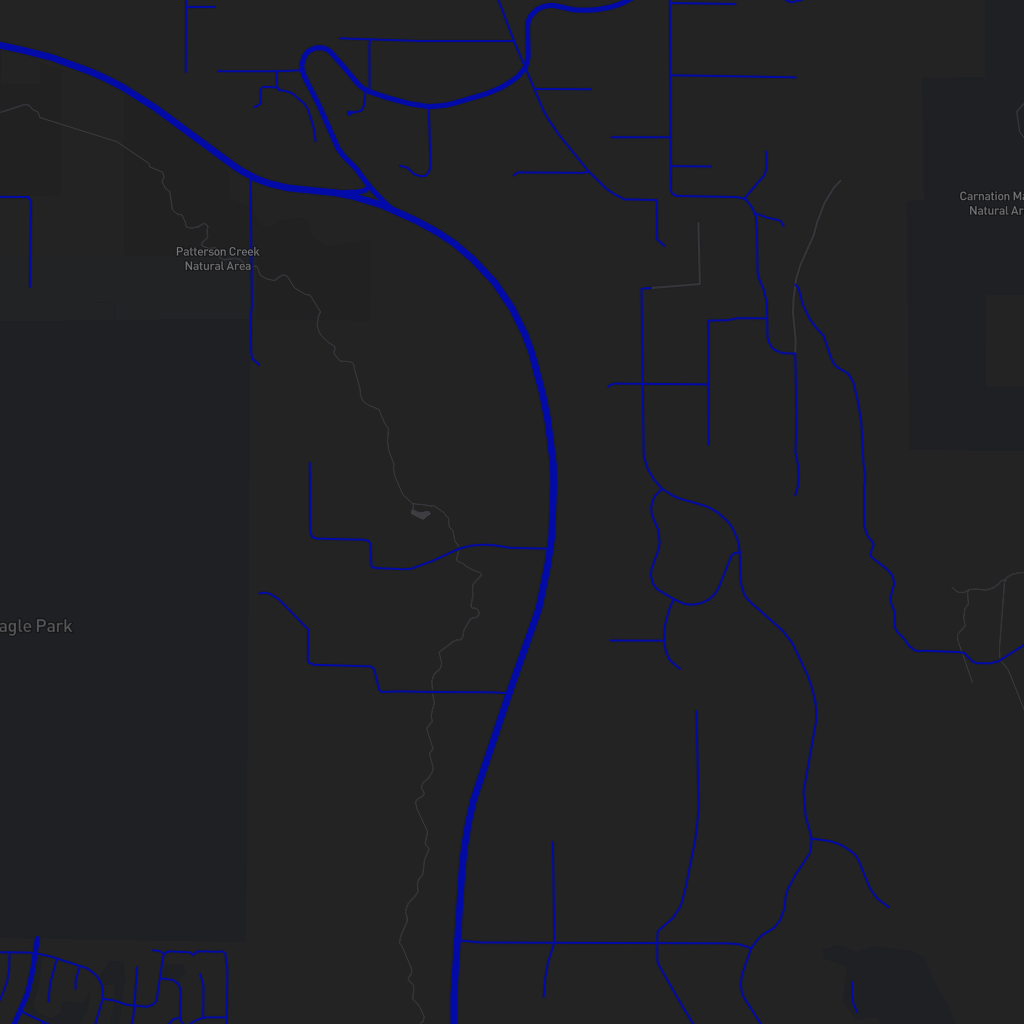 Carnation Ma
Natural Ar
Patterson Creek
Natural Area
agle Park